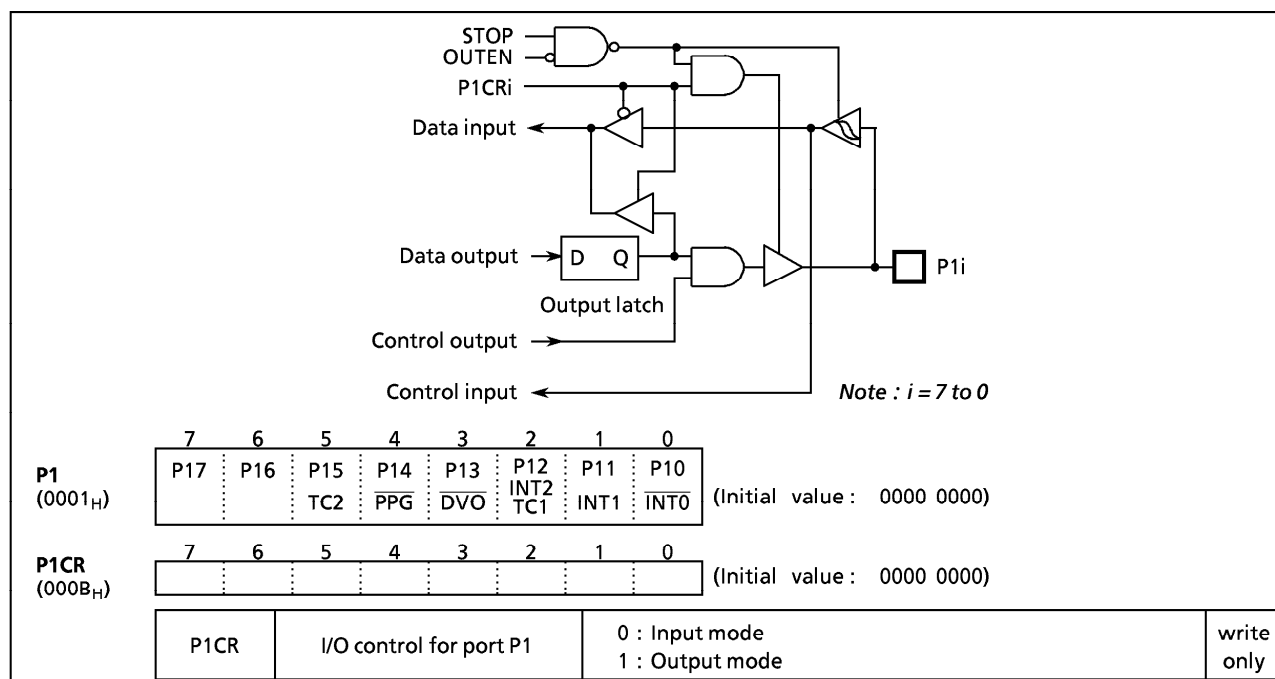 STOP
OUTEN
P1CRi
Data input
Data output
D Q
P1i
Output latch
Control output
Control input
Note : i = 7 to 0
7 6 5 4 3 2 1 0
P1 P17 P16 P15 P14 P13 P12 P11 P10
(0001H) TC2 PPG DVO INT2 TC1 INT1 INT0 (Initial value : 0000 0000)
7 6 5 4 3 2 1 0
P1CR
(000BH) (Initial value : 0000 0000)
P1CR I/O control for port P1 0 : Input mode write
1 : Output mode only